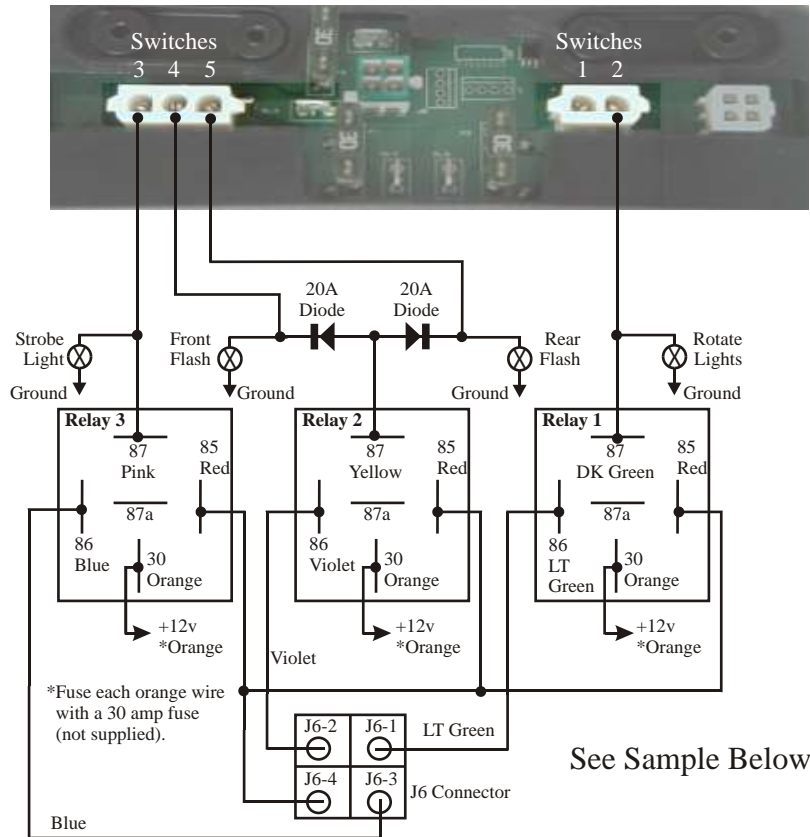 Switches
3 4 5
Switches
1 2
30
30
30
20A
Diode
20A
Diode
Strobe
Light
Front
Flash
Rear
Flash
Rotate
Lights
Ground
Ground
Ground
Ground
Relay 3
87
Pink
85
Red
87a
86
Blue
30
Orange
+12v
*Orange
Relay 2
87
Yellow
85
Red
87a
86
Violet
30
Orange
+12v
*Orange
Relay 1
87
DK Green
85
Red
87a
86
LT
Green
30
Orange
+12v
*Orange
Violet
*Fuse each orange wire
with a 30 amp fuse
(not supplied).
J6-2 J6-1
LT Green
J6-4 J6-3
J6 Connector
Blue
See Sample Below